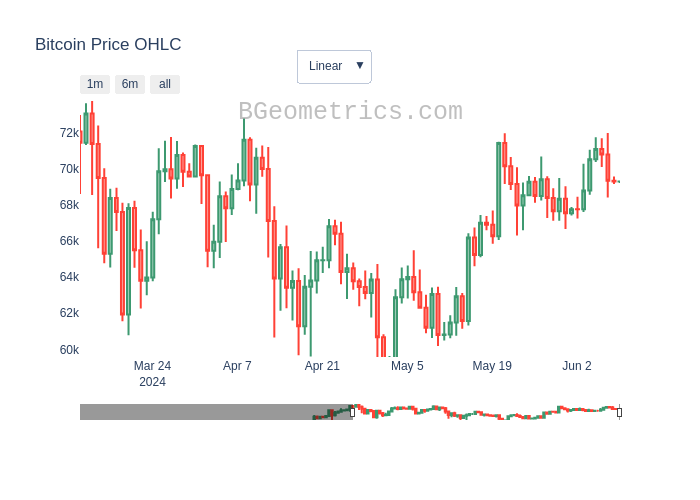 Bitcoin Price OHLC
Linear ▼
1m 6m all
BGeometrics.com
72k
70k
68k
66k
64k
62k
60k
Mar 24 Apr 7 Apr 21 May 5 May 19 Jun 2
2024